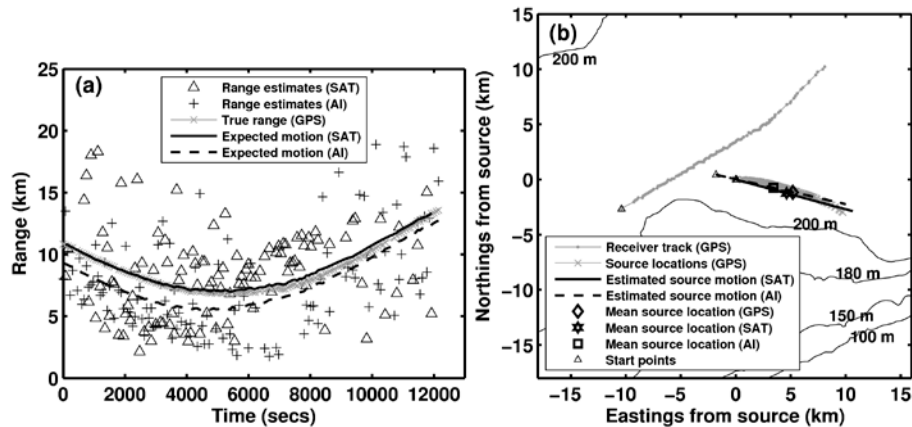 (a)
Range estimates (SAT)
Range estimates (AI)
True range (GPS)
Expected motion (SAT)
Expected motion (AI)
25
20
15
10
5
0
Range (km)
0 2000 4000 6000 8000 10000 12000
Time (secs)
(b)
200 m
200 m
180 m
150 m
100 m
Receiver track (GPS)
Source locations (GPS)
Estimated source motion (SAT)
Estimated source motion (AI)
Mean source location (GPS)
Mean source location (SAT)
Mean source location (AI)
Start points
15
10
5
0
−5
−10
−15
Northings from source (km)
−15 −10 −5 0 5 10 15
Eastings from source (km)